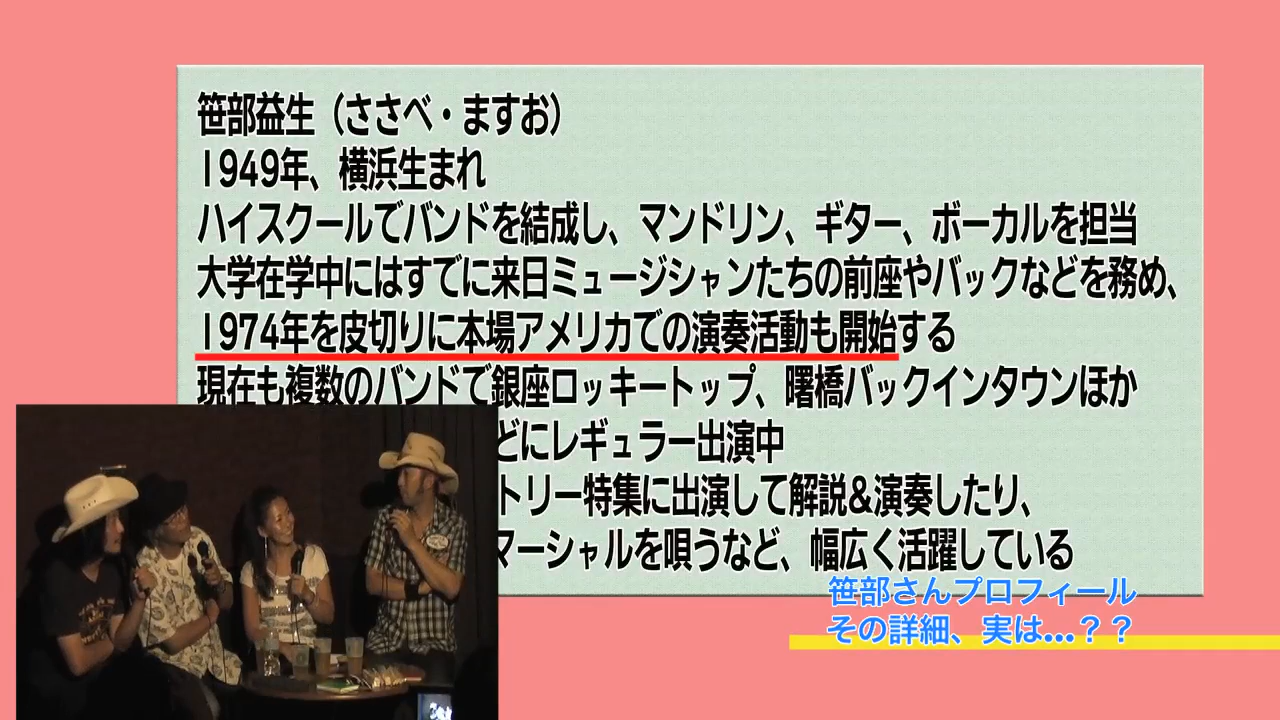 笹部益生（ささべ・ますお）
1949年、横浜生まれ
ハイスクールでバンドを結成し、マンドリン、ギター、ボーカルを担当
大学在学中にはすでに来日ミュージシャンたちの前座やバックなどを務め、
1974年を皮切りに本場アメリカでの演奏活動も開始する
現在も複数のバンドで銀座ロッキートップ、曙橋バックインタウンほか
どにレギュラー出演中
トリー特集に出演して解説&演奏したり、
マーシャルを唄うなど、幅広く活躍している
笹部さんプロフィール
その詳細、実は…？？